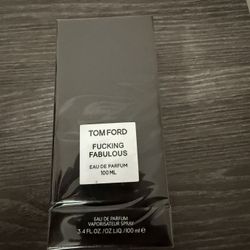 TOM FORD
FUCKING
FABULOUS
EAU DE PARFUM
100 ML
EAU DE PARFUM
VAPORISATEUR SPRAY
3.4 FL.OZ./OZ.LIQ./100 ml ℮